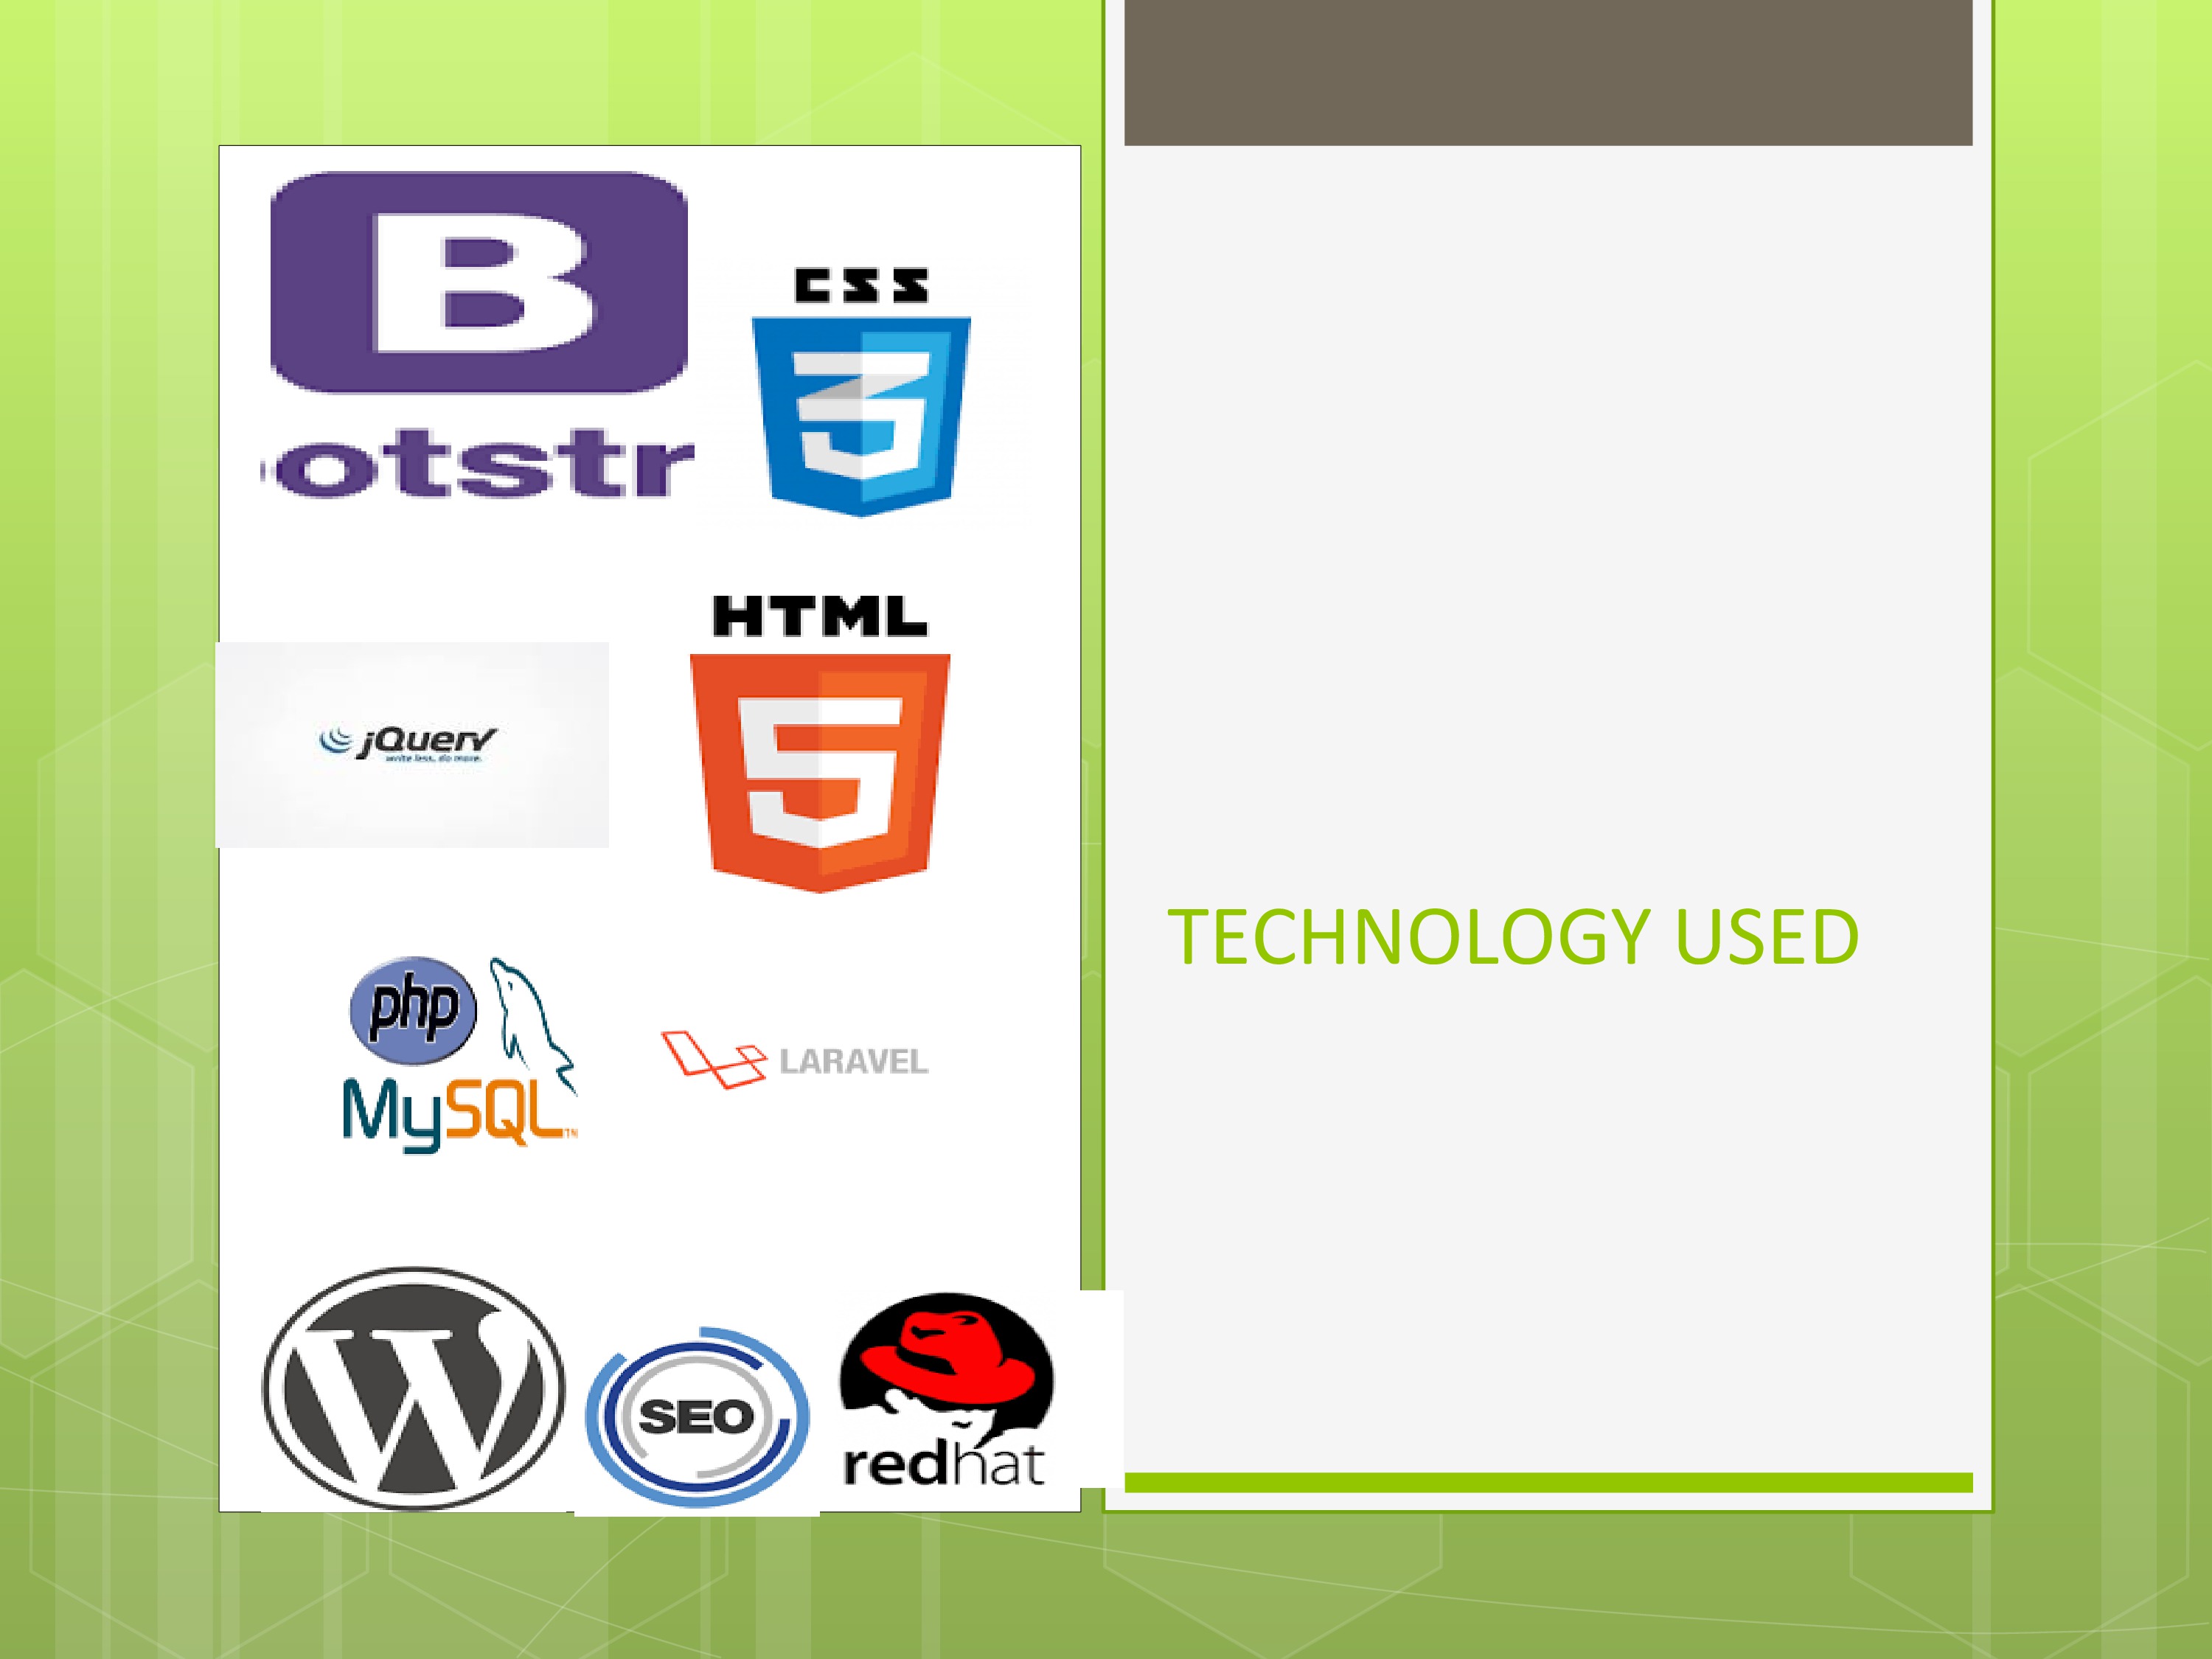 B
otstr
CSS
3
jQuery
write less, do more.
HTML
5
php
MySQL
LARAVEL
TECHNOLOGY USED
W
SEO
redhat